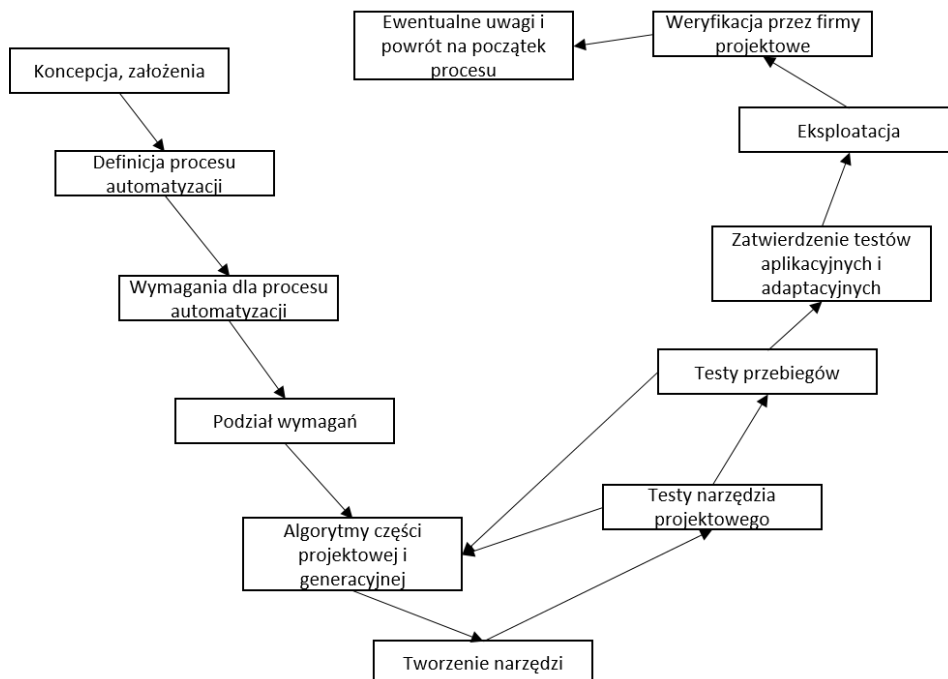 Koncepcja, założenia
Definicja procesu
automatyzacji
Wymagania dla procesu
automatyzacji
Podział wymagań
Algorytmy części
projektowej i
generacyjnej
Tworzenie narzędzi
Testy narzędzia
projektowego
Testy przebiegów
Zatwierdzenie testów
aplikacyjnych i
adaptacyjnych
Eksploatacja
Weryfikacja przez firmy
projektowe
Ewentualne uwagi i
powrót na początek
procesu